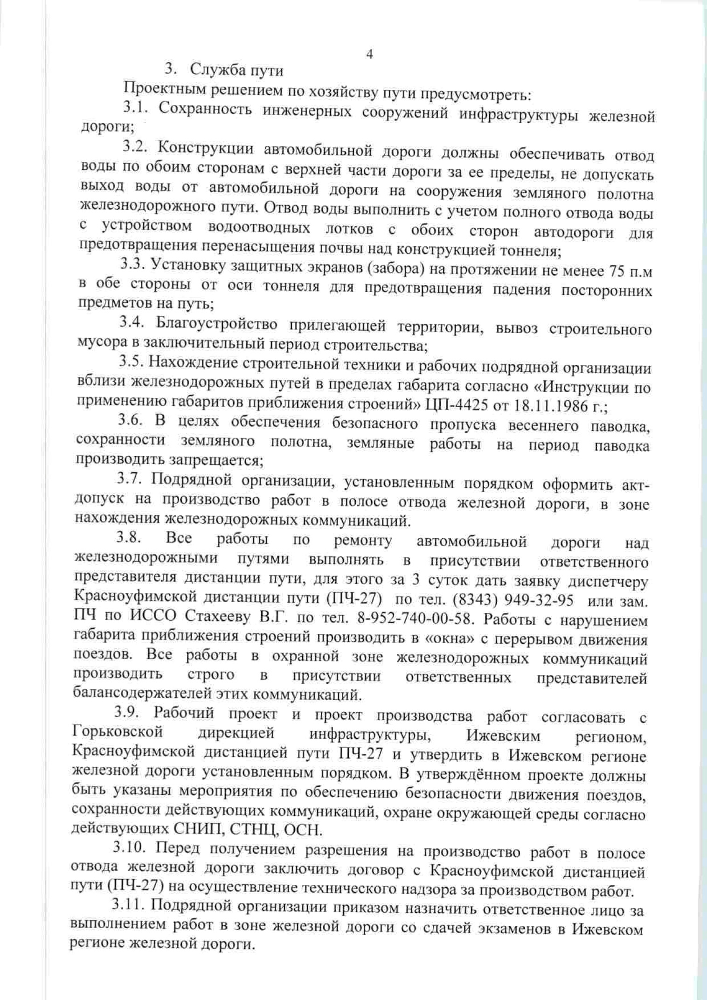 4
3. Служба пути
Проектным решением по хозяйству пути предусмотреть:
3.1. Сохранность инженерных сооружений инфраструктуры железной
дороги;
3.2. Конструкции автомобильной дороги должны обеспечивать отвод
воды по обоим сторонам с верхней части дороги за ее пределы, не допускать
выход воды от автомобильной дороги на сооружения земляного полотна
железнодорожного пути. Отвод воды выполнить с учетом полного отвода воды
с устройством водоотводных лотков с обоих сторон автодороги для
предотвращения перенасыщения почвы над конструкцией тоннеля;
3.3. Установку защитных экранов (забора) на протяжении не менее 75 п.м
в обе стороны от оси тоннеля для предотвращения падения посторонних
предметов на путь;
3.4. Благоустройство прилегающей территории, вывоз строительного
мусора в заключительный период строительства;
3.5. Нахождение строительной техники и рабочих подрядной организации
вблизи железнодорожных путей в пределах габарита согласно «Инструкции по
применению габаритов приближения строений» ЦП-4425 от 18.11.1986 г.;
3.6. В целях обеспечения безопасного пропуска весеннего паводка,
сохранности земляного полотна, земляные работы на период паводка
производить запрещается;
3.7. Подрядной организации, установленным порядком оформить акт-
допуск на производство работ в полосе отвода железной дороги, в зоне
нахождения железнодорожных коммуникаций.
3.8. Все работы по ремонту автомобильной дороги над
железнодорожными путями выполнять в присутствии ответственного
представителя дистанции пути, для этого за 3 суток дать заявку диспетчеру
Красноуфимской дистанции пути (ПЧ-27) по тел. (8343) 949-32-95 или зам.
ПЧ по ИССО Стахееву В.Г. по тел. 8-952-740-00-58. Работы с нарушением
габарита приближения строений производить в «окна» с перерывом движения
поездов. Все работы в охранной зоне железнодорожных коммуникаций
производить строго в присутствии ответственных представителей
балансодержателей этих коммуникаций.
3.9. Рабочий проект и проект производства работ согласовать с
Горьковской дирекцией инфраструктуры, Ижевским регионом,
Красноуфимской дистанцией пути ПЧ-27 и утвердить в Ижевском регионе
железной дороги установленным порядком. В утверждённом проекте должны
быть указаны мероприятия по обеспечению безопасности движения поездов,
сохранности действующих коммуникаций, охране окружающей среды согласно
действующих СНИП, СТНЦ, ОСН.
3.10. Перед получением разрешения на производство работ в полосе
отвода железной дороги заключить договор с Красноуфимской дистанцией
пути (ПЧ-27) на осуществление технического надзора за производством работ.
3.11. Подрядной организации приказом назначить ответственное лицо за
выполнением работ в зоне железной дороги со сдачей экзаменов в Ижевском
регионе железной дороги.